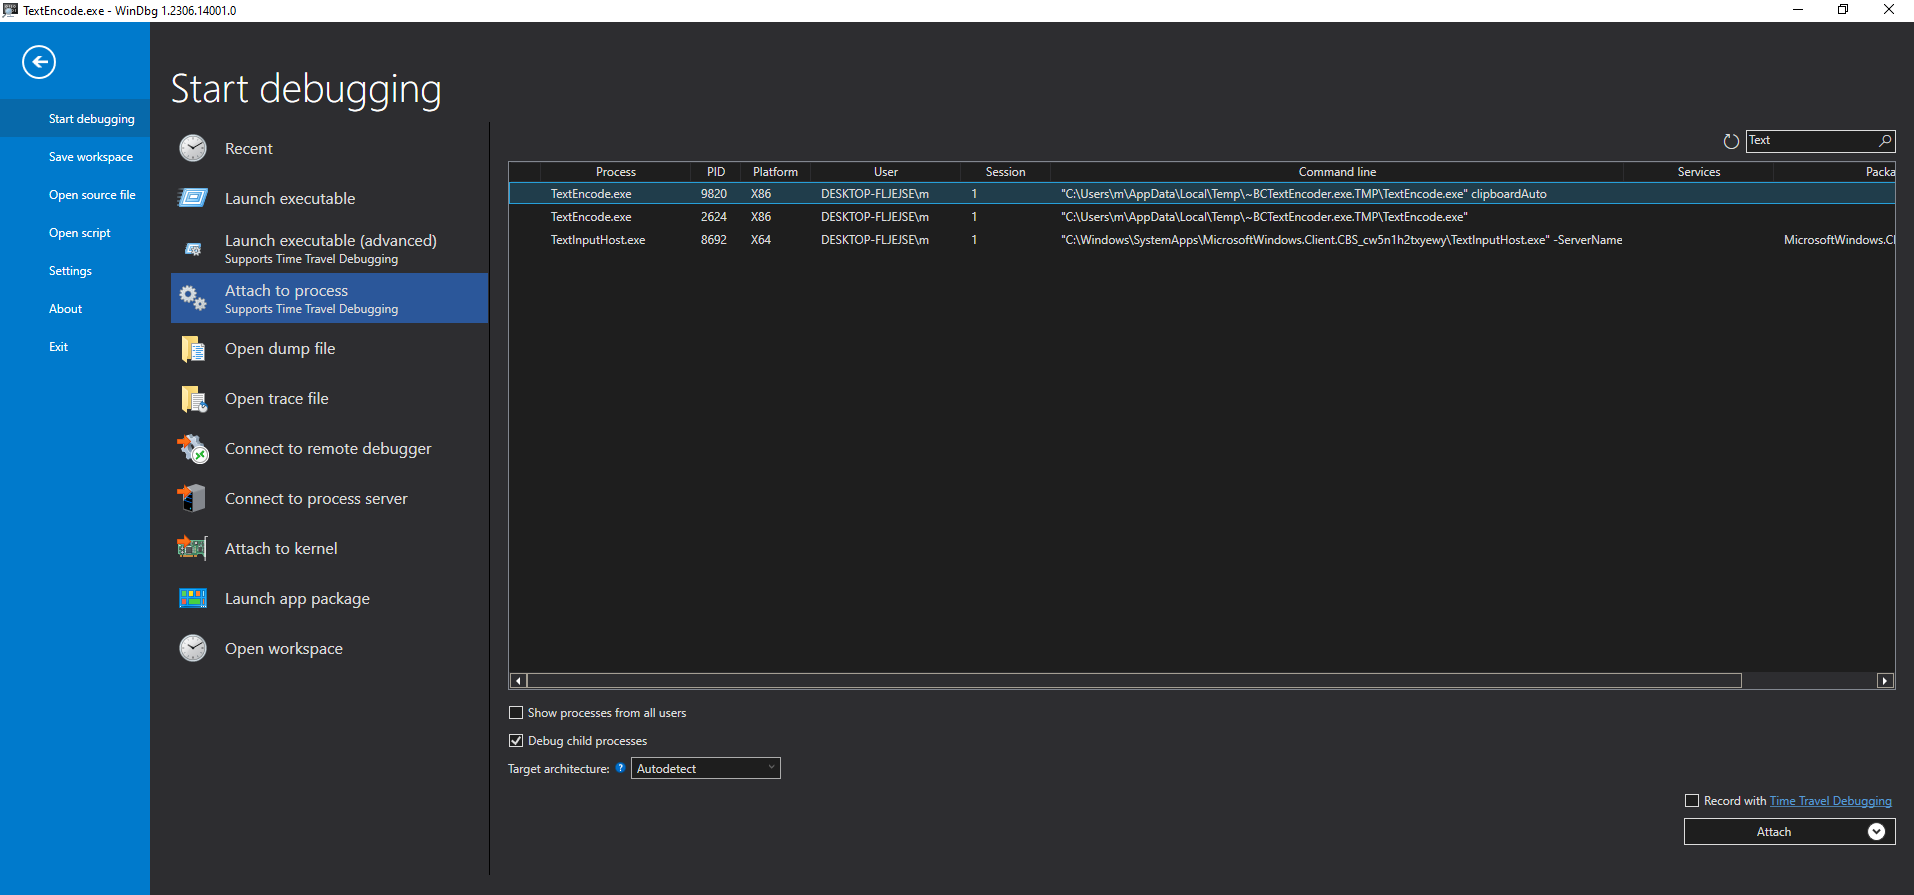 TextEncode.exe - WinDbg 1.2306.14001.0
Start debugging
Save workspace
Open source file
Open script
Settings
About
Exit
Start debugging
Recent
Launch executable
Launch executable (advanced)
Supports Time Travel Debugging
Attach to process
Supports Time Travel Debugging
Open dump file
Open trace file
Connect to remote debugger
Connect to process server
Attach to kernel
Launch app package
Open workspace
Text
Process PID Platform User Session Command line Services Packa
TextEncode.exe 9820 X86 DESKTOP-FLJEJSE\m 1 "C:\Users\m\AppData\Local\Temp\~BCTextEncoder.exe.TMP\TextEncode.exe" clipboardAuto
TextEncode.exe 2624 X86 DESKTOP-FLJEJSE\m 1 "C:\Users\m\AppData\Local\Temp\~BCTextEncoder.exe.TMP\TextEncode.exe"
TextInputHost.exe 8692 X64 DESKTOP-FLJEJSE\m 1 "C:\Windows\SystemApps\MicrosoftWindows.Client.CBS_cw5n1h2txyewy\TextInputHost.exe" -ServerName MicrosoftWindows.Cl
Show processes from all users
Debug child processes
Target architecture: ? Autodetect
Record with Time Travel Debugging
Attach